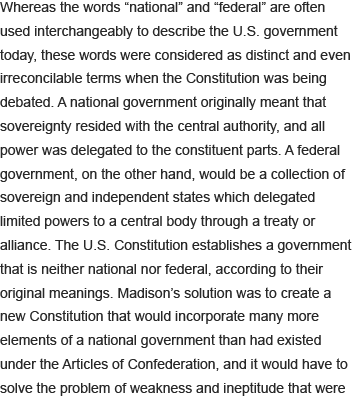 Whereas the words “national” and “federal” are often
used interchangeably to describe the U.S. government
today, these words were considered as distinct and even
irreconcilable terms when the Constitution was being
debated. A national government originally meant that
sovereignty resided with the central authority, and all
power was delegated to the constituent parts. A federal
government, on the other hand, would be a collection of
sovereign and independent states which delegated
limited powers to a central body through a treaty or
alliance. The U.S. Constitution establishes a government
that is neither national nor federal, according to their
original meanings. Madison’s solution was to create a
new Constitution that would incorporate many more
elements of a national government than had existed
under the Articles of Confederation, and it would have to
solve the problem of weakness and ineptitude that were